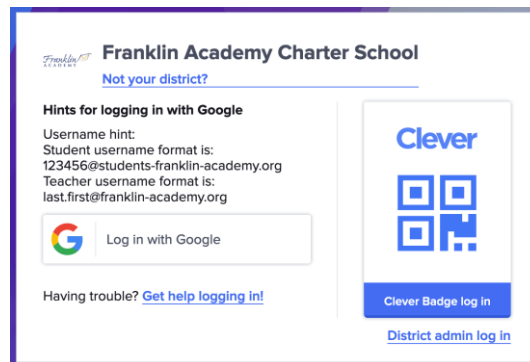 Franklin
ACADEMY
Franklin Academy Charter School
Not your district?
Hints for logging in with Google
Username hint:
Student username format is:
123456@students-franklin-academy.org
Teacher username format is:
last.first@franklin-academy.org
Log in with Google
Having trouble? Get help logging in!
Clever
Clever Badge log in
District admin log in